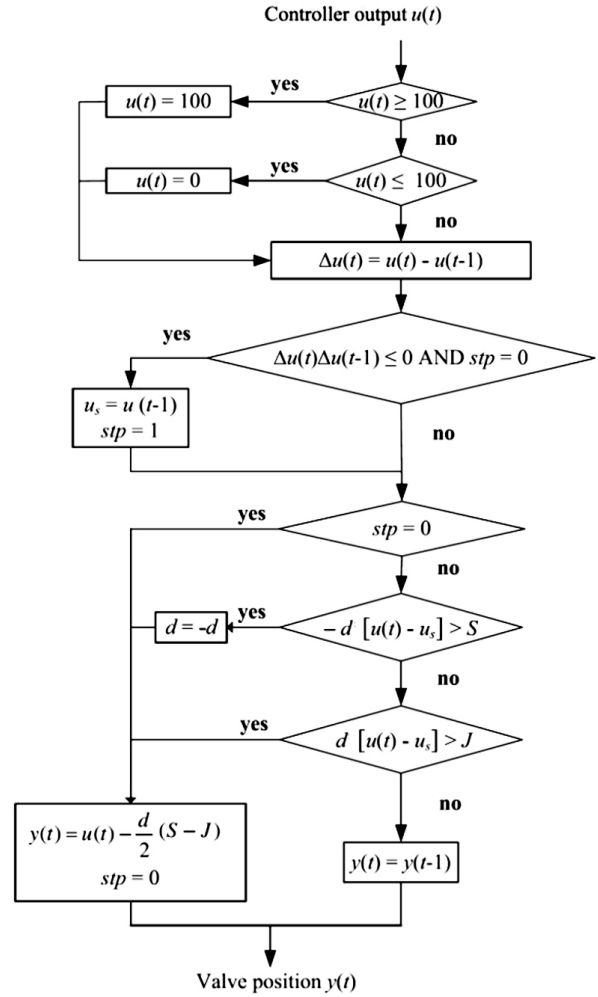 Controller output u(t)
yes
u(t) = 100
u(t) ≥ 100
no
yes
u(t) = 0
u(t) ≤ 100
no
Δu(t) = u(t) - u(t-1)
yes
Δu(t)Δu(t-1) ≤ 0 AND stp = 0
u_s = u (t-1)
stp = 1
no
yes
stp = 0
no
yes
d = -d
– d [u(t) - u_s] > S
no
yes
d [u(t) - u_s] > J
no
y(t) = u(t) – d/2 (S – J)
stp = 0
y(t) = y(t-1)
Valve position y(t)